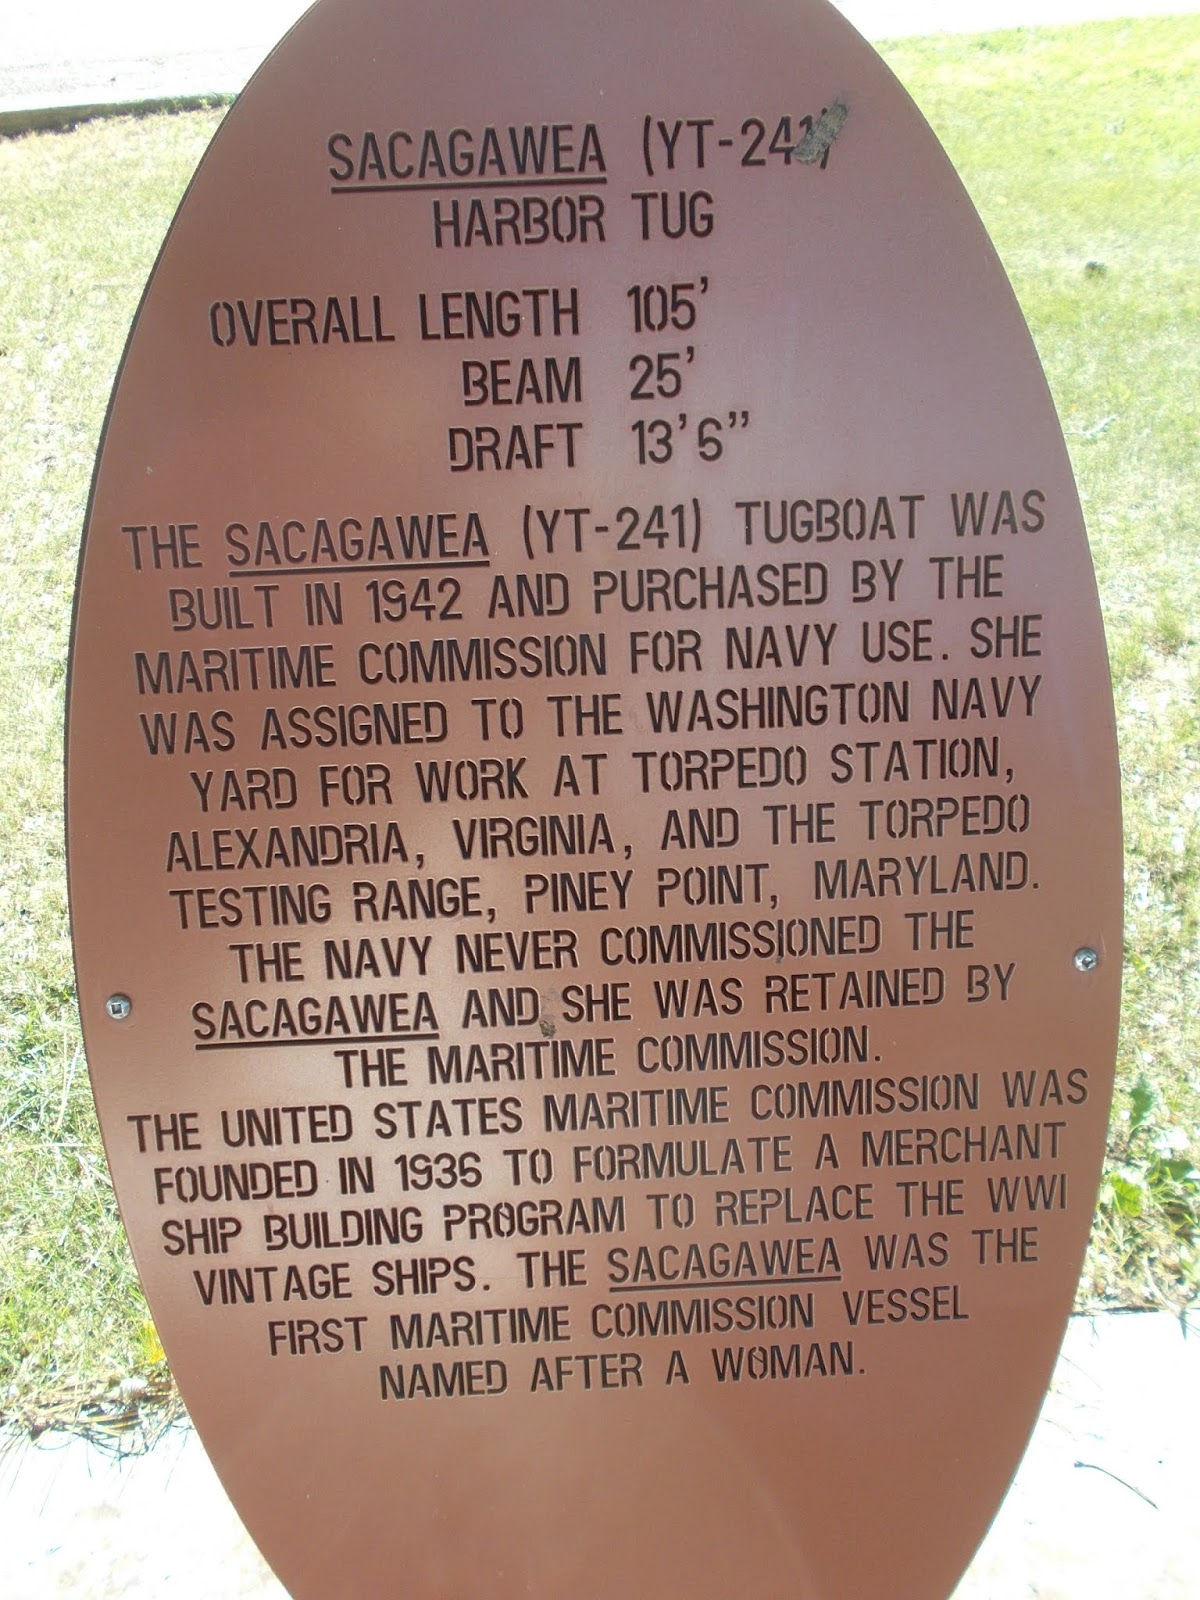 SACAGAWEA (YT-241)
HARBOR TUG
OVERALL LENGTH 105'
BEAM 25'
DRAFT 13'6"
THE SACAGAWEA (YT-241) TUGBOAT WAS
BUILT IN 1942 AND PURCHASED BY THE
MARITIME COMMISSION FOR NAVY USE. SHE
WAS ASSIGNED TO THE WASHINGTON NAVY
YARD FOR WORK AT TORPEDO STATION,
ALEXANDRIA, VIRGINIA, AND THE TORPEDO
TESTING RANGE, PINEY POINT, MARYLAND.
THE NAVY NEVER COMMISSIONED THE
SACAGAWEA AND SHE WAS RETAINED BY
THE MARITIME COMMISSION.
THE UNITED STATES MARITIME COMMISSION WAS
FOUNDED IN 1936 TO FORMULATE A MERCHANT
SHIP BUILDING PROGRAM TO REPLACE THE WWI
VINTAGE SHIPS. THE SACAGAWEA WAS THE
FIRST MARITIME COMMISSION VESSEL
NAMED AFTER A WOMAN.